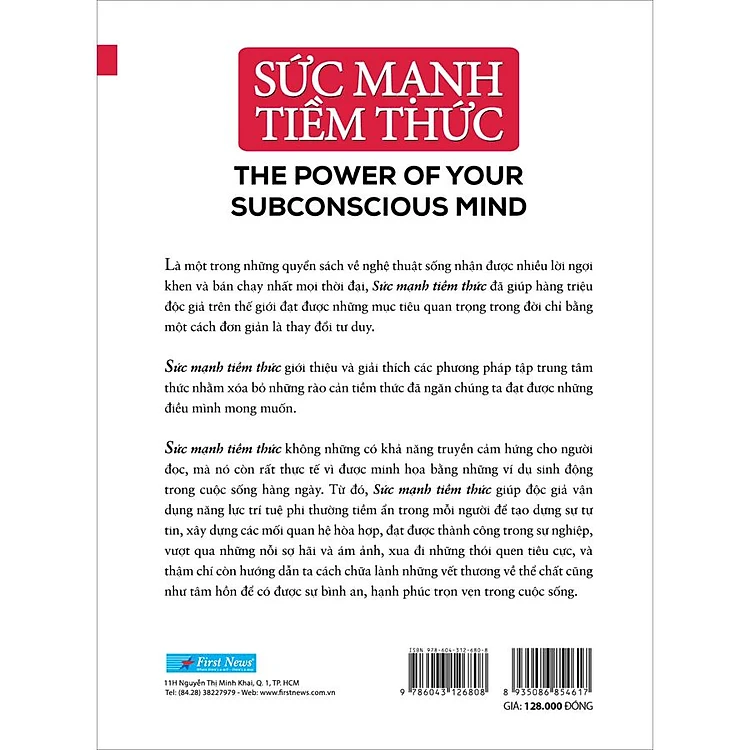 SỨC MẠNH
TIỀM THỨC
THE POWER OF YOUR
SUBCONSCIOUS MIND
Là một trong những quyển sách về nghệ thuật sống nhận được nhiều lời ngợi
khen và bán chạy nhất mọi thời đại, Sức mạnh tiềm thức đã giúp hàng triệu
độc giả trên thế giới đạt được những mục tiêu quan trọng trong đời chỉ bằng
một cách đơn giản là thay đổi tư duy.
Sức mạnh tiềm thức giới thiệu và giải thích các phương pháp tập trung tâm
thức nhằm xóa bỏ những rào cản tiềm thức đã ngăn chúng ta đạt được những
điều mình mong muốn.
Sức mạnh tiềm thức không những có khả năng truyền cảm hứng cho người
đọc, mà nó còn rất thực tế vì được minh họa bằng những ví dụ sinh động
trong cuộc sống hàng ngày. Từ đó, Sức mạnh tiềm thức giúp độc giả vận
dụng năng lực trí tuệ phi thường tiềm ẩn trong mỗi người để tạo dựng sự tự
tin, xây dựng các mối quan hệ hòa hợp, đạt được thành công trong sự nghiệp,
vượt qua những nỗi sợ hãi và ám ảnh, xua đi những thói quen tiêu cực, và
thậm chí còn hướng dẫn ta cách chữa lành những vết thương về thể chất cũng
như tâm hồn để có được sự bình an, hạnh phúc trọn vẹn trong cuộc sống.
First News
11H Nguyễn Thị Minh Khai, Q. 1, TP. HCM
Tel: (84.28) 38227979 - Web: www.firstnews.com.vn
ISBN 978-604-312-680-8
9 786043 126808
8 935086 854617
GIÁ: 128.000 ĐỒNG